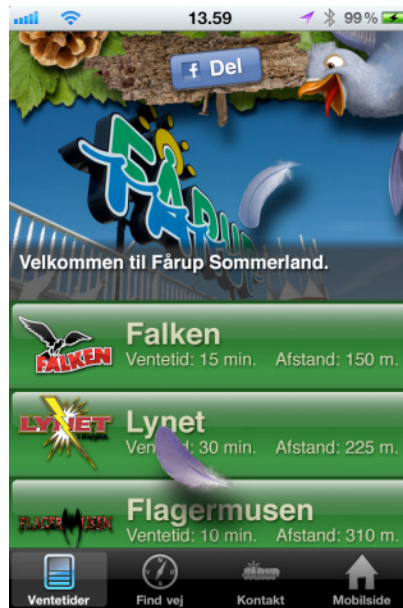 13.59
99 %
f Del
FÅRUP
Velkommen til Fårup Sommerland.
FALKEN
Falken
Ventetid: 15 min. Afstand: 150 m.
LYNET
Lynet
Ventetid: 30 min. Afstand: 225 m.
FLAGERMUSEN
Flagermusen
Ventetid: 10 min. Afstand: 310 m.
Ventetider
Find vej
Kontakt
Mobilside